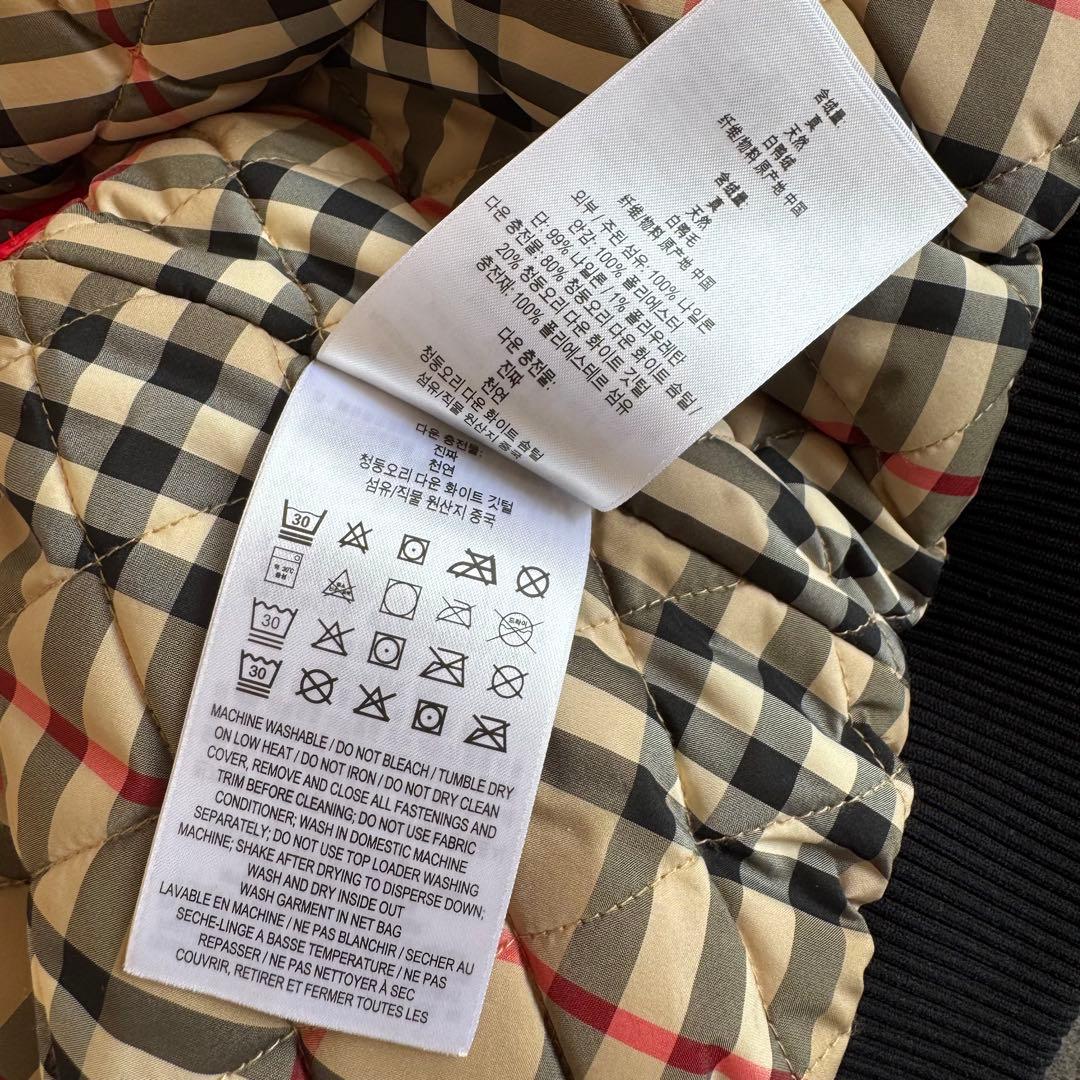 含绒量:
真
天然
白鸭绒
纤维/物料 原产地 中国
含绒量:
真
天然
白鸭毛
纤维/物料 原产地 中国
외부 / 주된 섬유: 100% 나일론
안감: 100% 폴리에스터
단: 99% 나일론, 1% 폴리우레탄
다운 충전물: 80% 청둥오리 다운 화이트 솜털/
20% 청둥오리 다운 화이트 깃털
충전재: 100% 폴리에스테르 섬유
다운 충전물:
진짜
천연
청둥오리 다운 화이트 솜털
섬유/직물 원산지 중국
다운 충전물:
진짜
천연
청둥오리 다운 화이트 깃털
섬유/직물 원산지 중국
30
30
드라이
30
MACHINE WASHABLE / DO NOT BLEACH / TUMBLE DRY
ON LOW HEAT / DO NOT IRON / DO NOT DRY CLEAN
COVER, REMOVE AND CLOSE ALL FASTENINGS AND
TRIM BEFORE CLEANING; DO NOT USE FABRIC
CONDITIONER; WASH IN DOMESTIC MACHINE
SEPARATELY; DO NOT USE TOP LOADER WASHING
MACHINE; SHAKE AFTER DRYING TO DISPERSE DOWN;
WASH AND DRY INSIDE OUT
WASH GARMENT IN NET BAG
LAVABLE EN MACHINE / NE PAS BLANCHIR / SECHER AU
SECHE-LINGE A BASSE TEMPERATURE / NE PAS
REPASSER / NE PAS NETTOYER À SEC
COUVRIR, RETIRER ET FERMER TOUTES LES